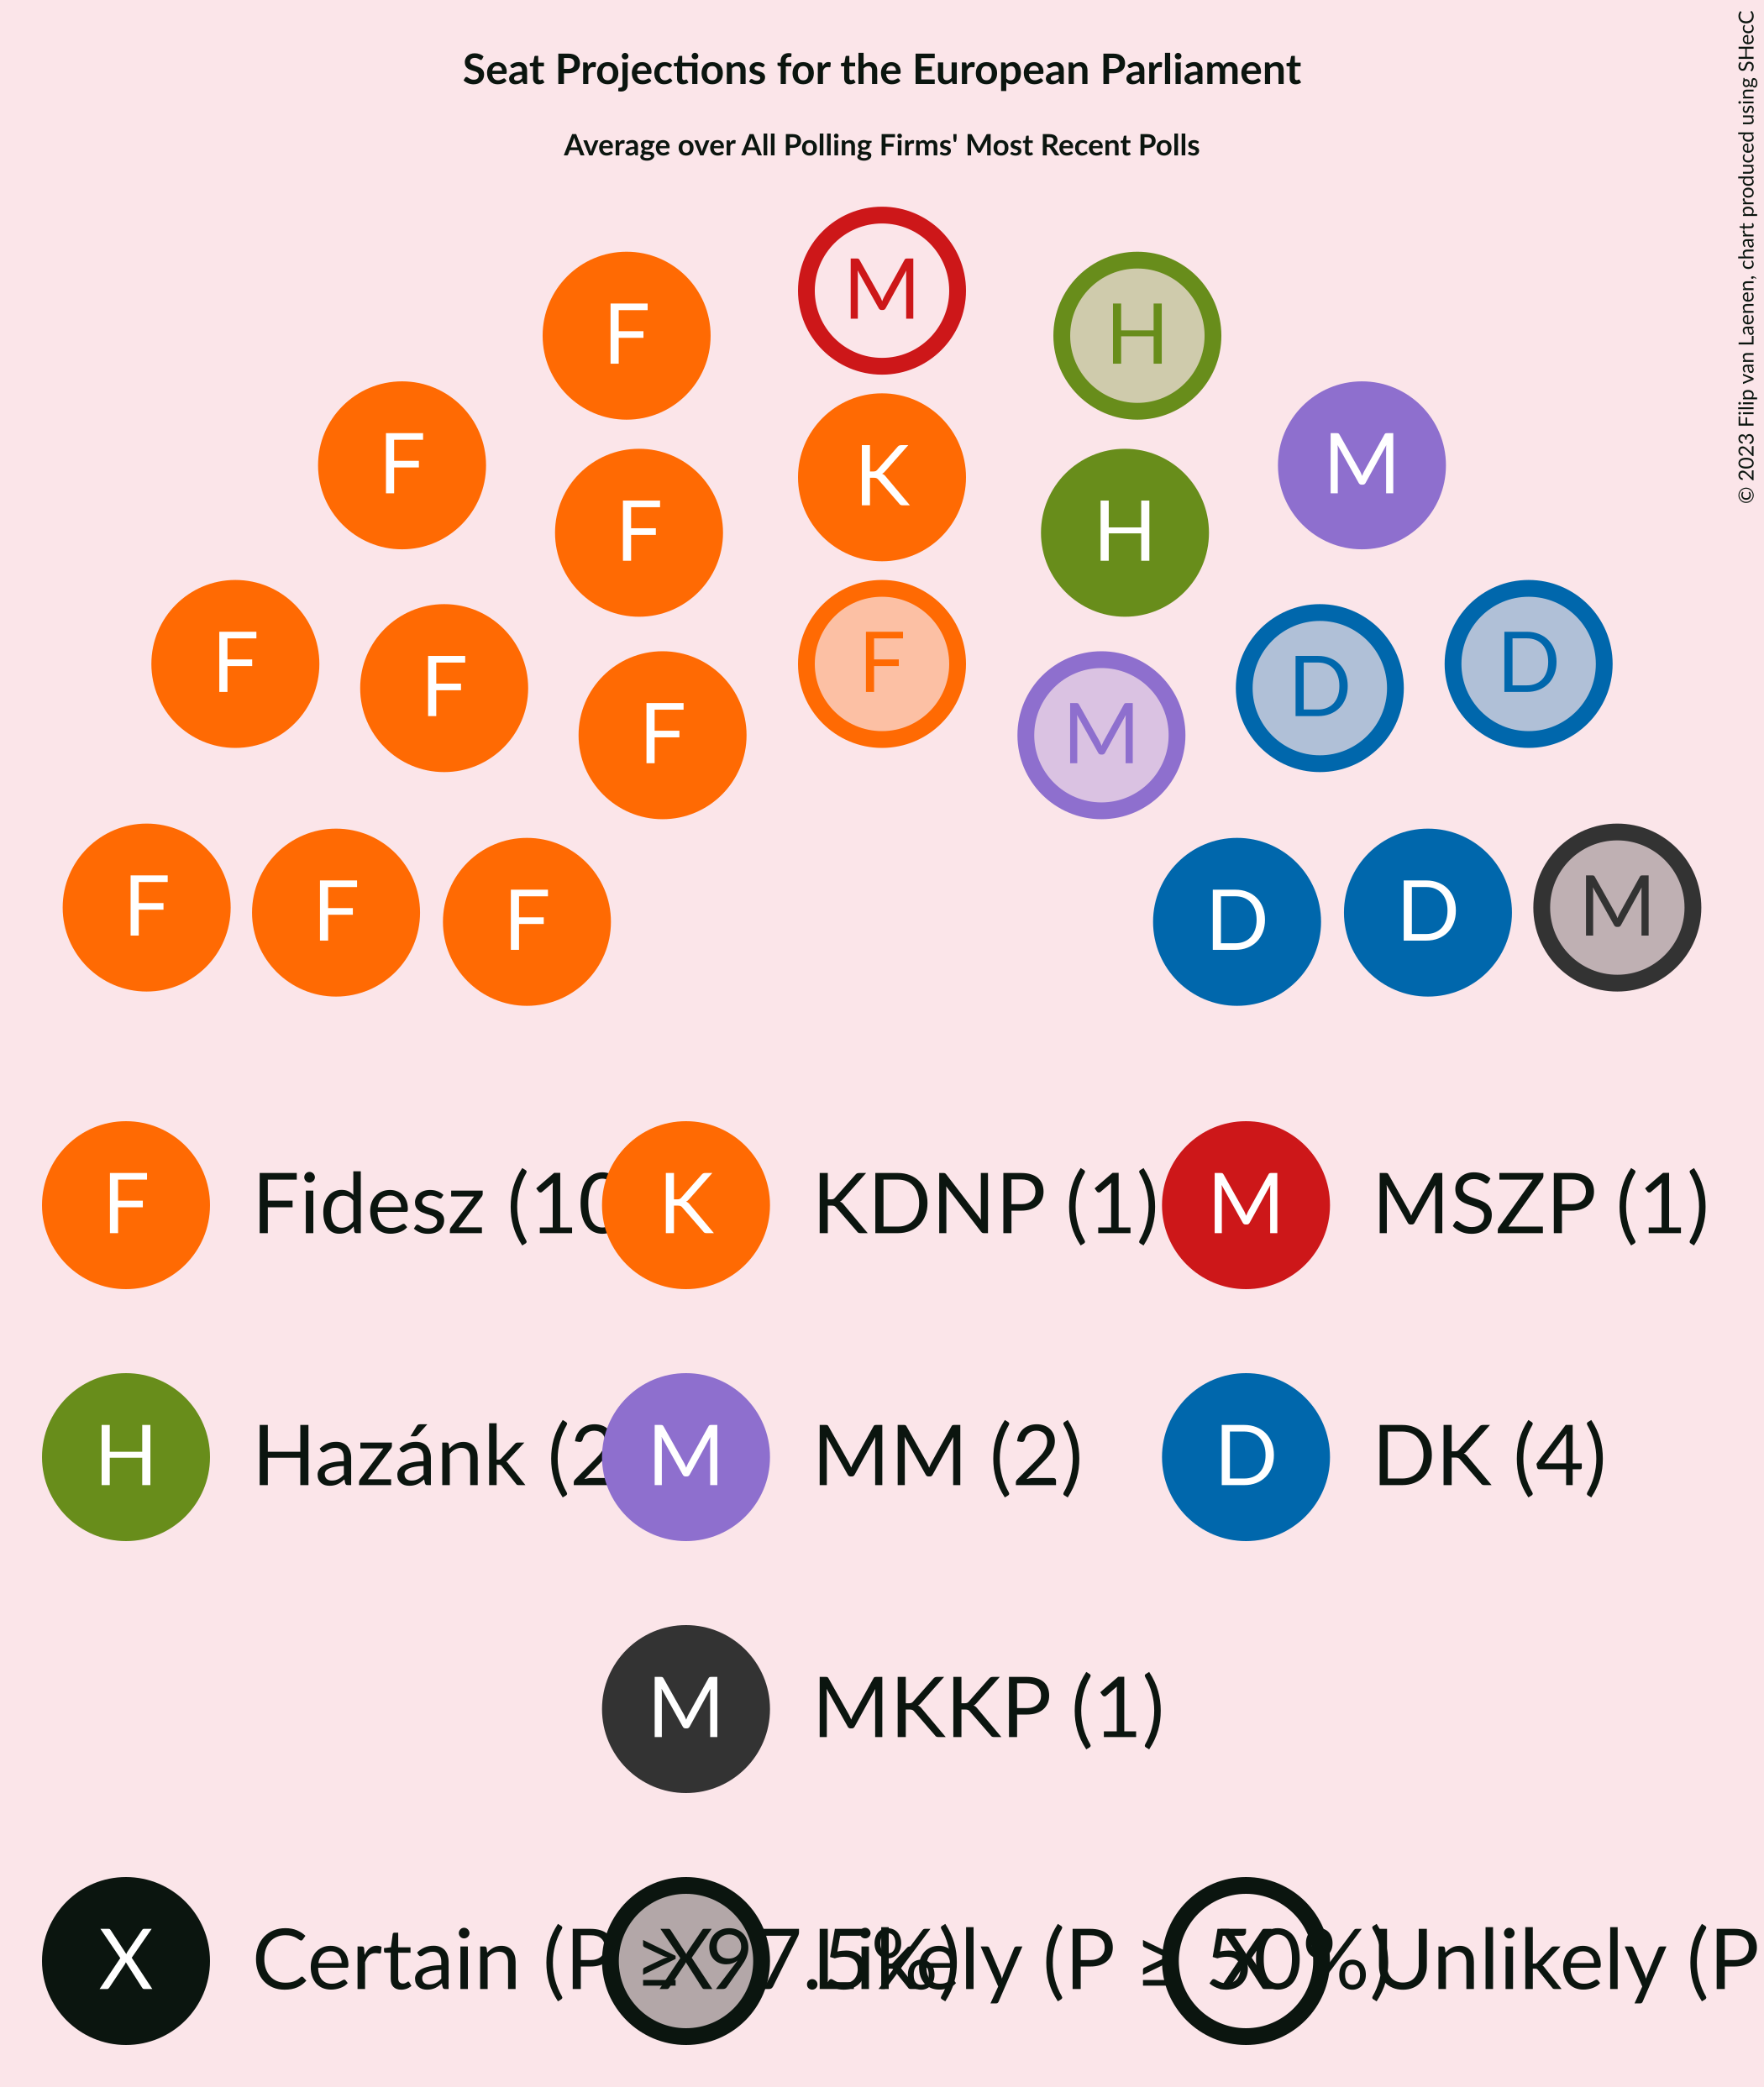 Seat Projections for the European Parliament
Average over All Polling Firms' Most Recent Polls
© 2023 Filip van Laenen, chart produced using SHecC
M
F H
F K H M
F
F F D D
F F M D
F F F D D M
F Fidesz (10 K KDNP (1) M MSZP (1)
H Hazánk (2 M MM (2) D DK (4)
M MKKP (1)
X Certain (P ≥ 97.5%) X Likely (P ≥ 50%) X Unlikely (P